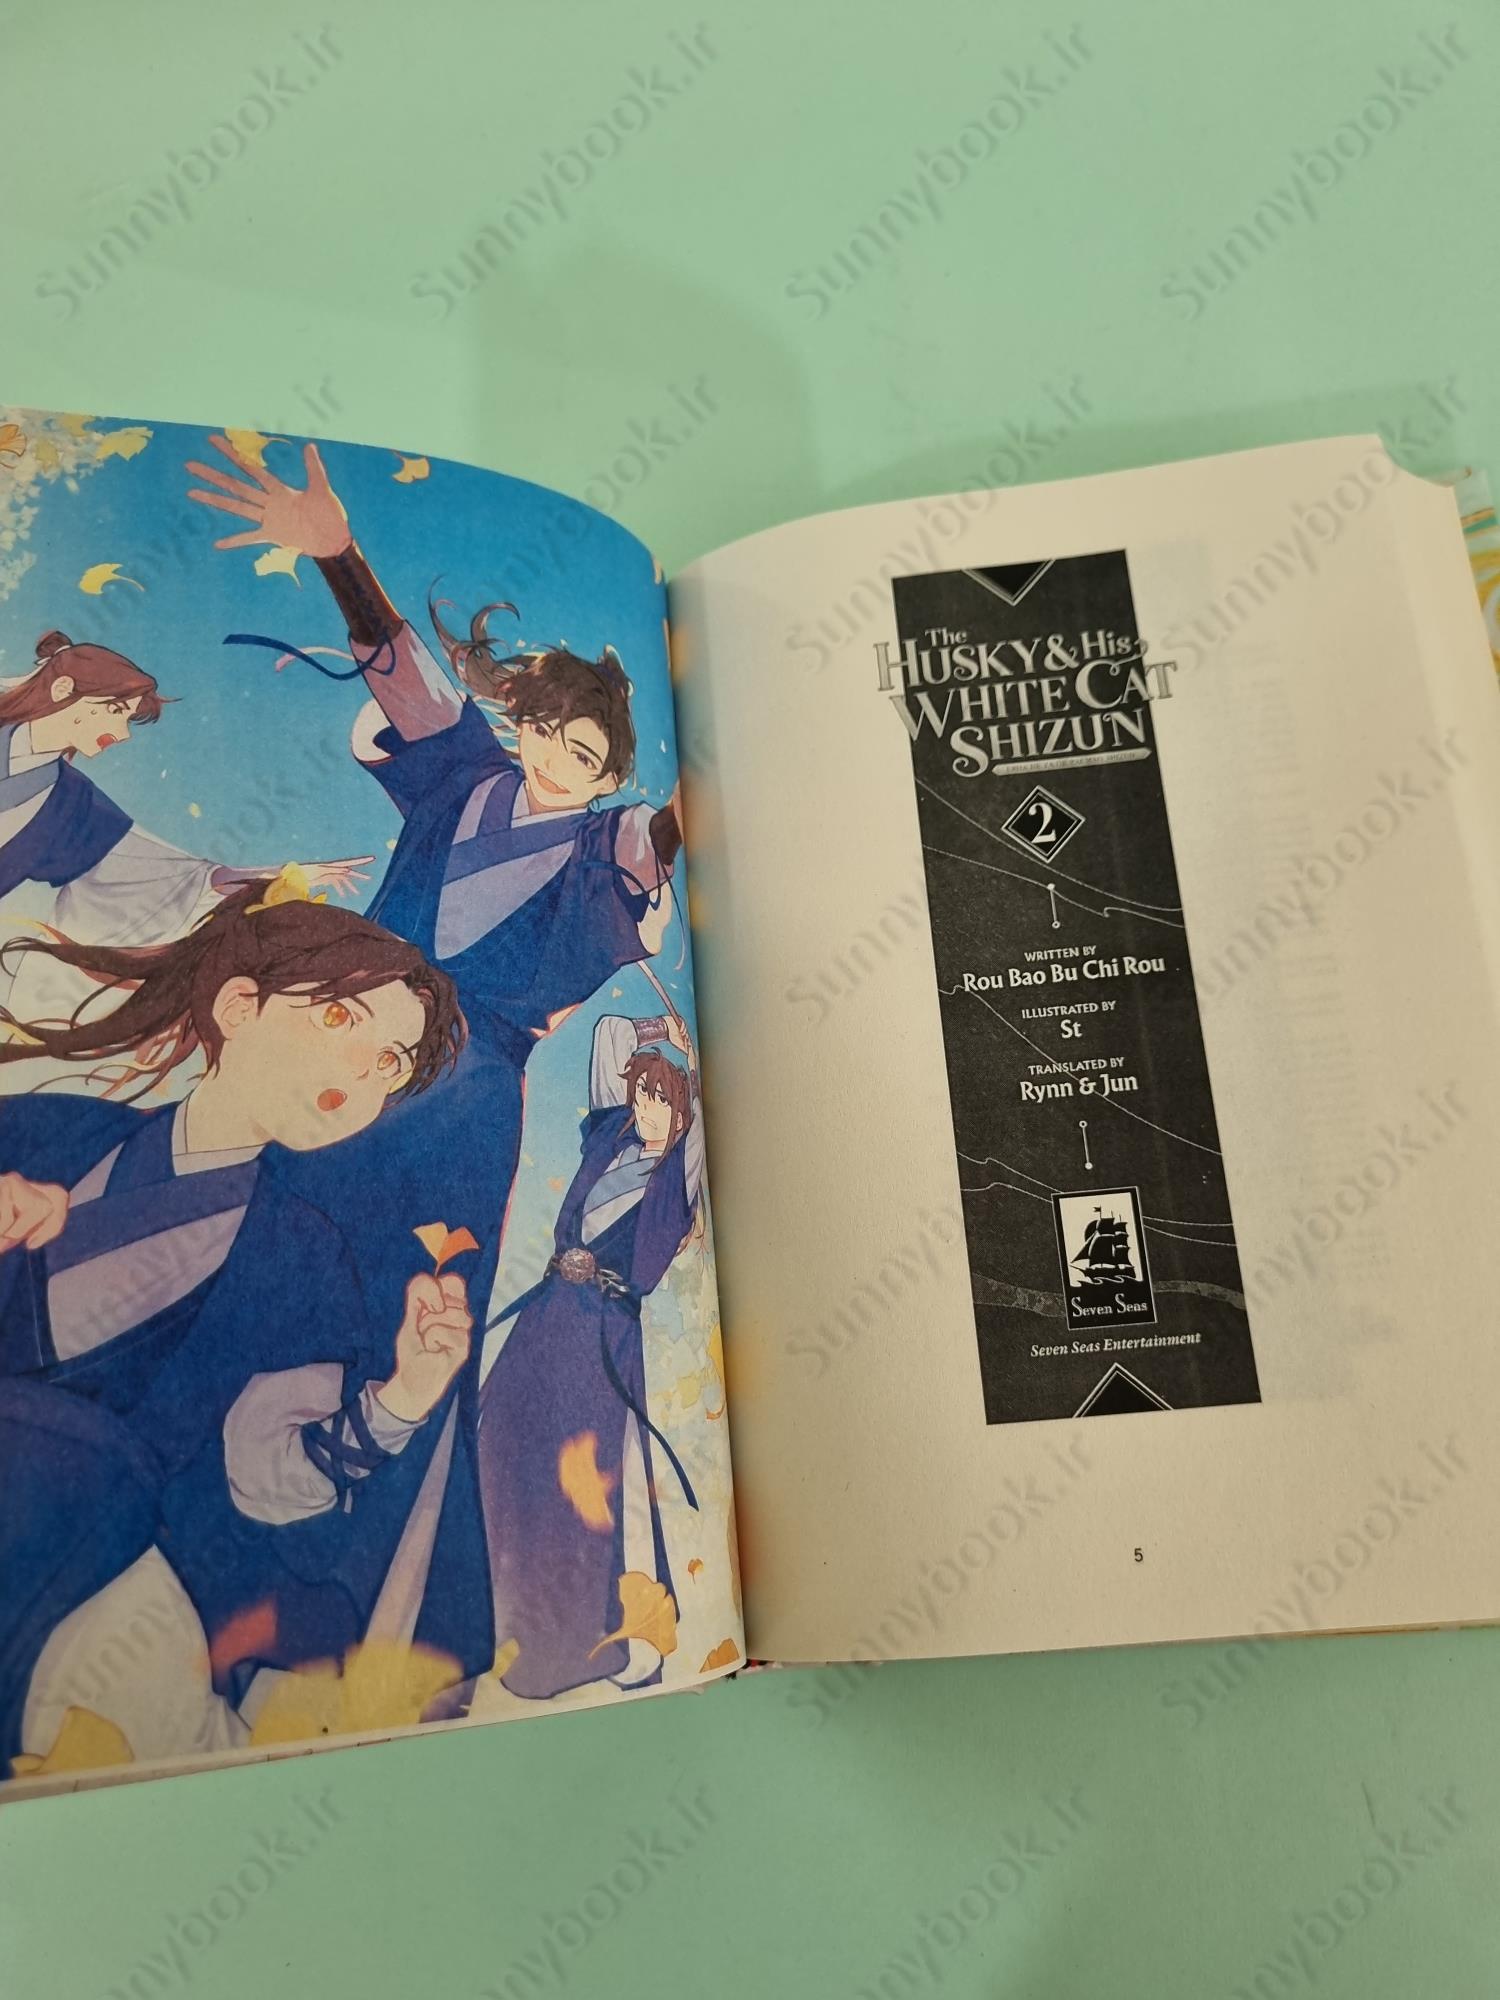 The
HUSKY & HIS
WHITE CAT
SHIZUN
2
WRITTEN BY
Rou Bao Bu Chi Rou
ILLUSTRATED BY
St
TRANSLATED BY
Rynn & Jun
SEVEN SEAS
Seven Seas Entertainment
5
Sunnybook.ir